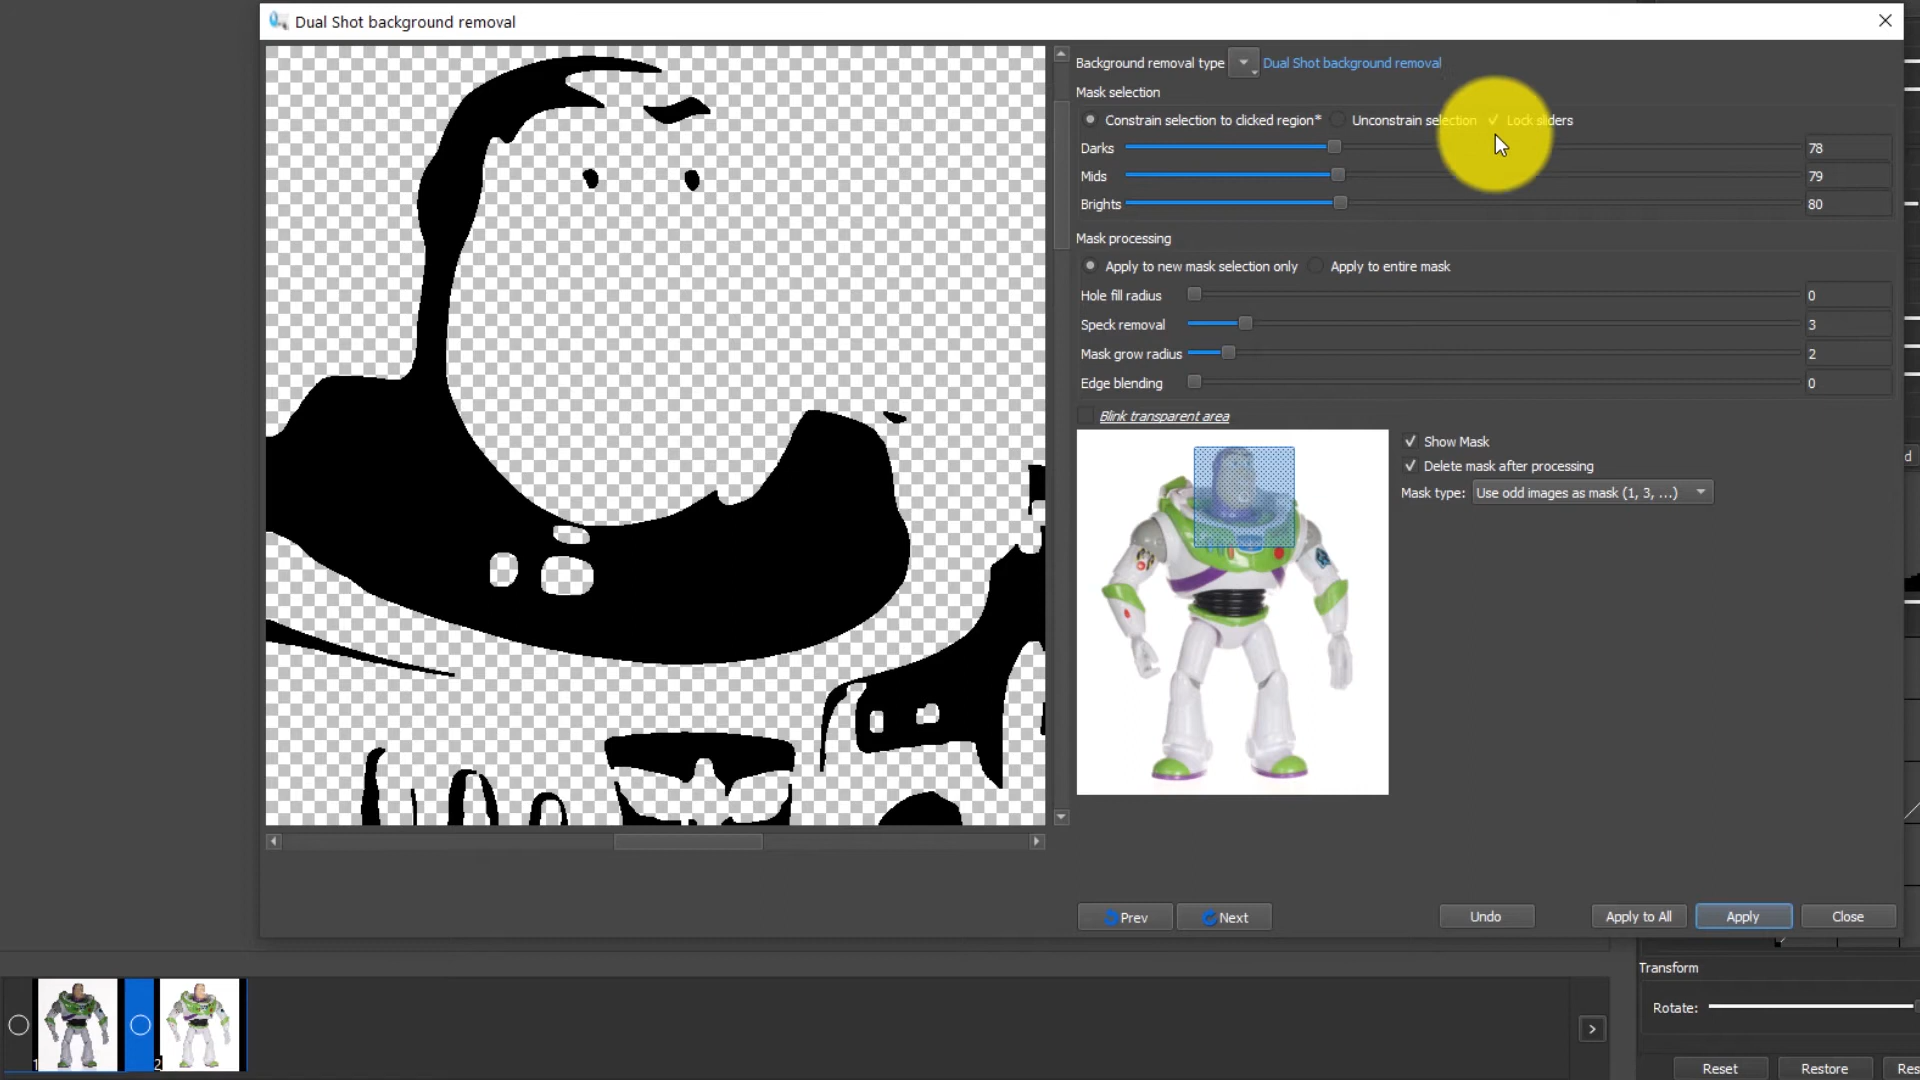 Dual Shot background removal
Background removal type Dual Shot background removal
Mask selection
Constrain selection to clicked region* Unconstrain selection Lock sliders
Darks 78
Mids 79
Brights 80
Mask processing
Apply to new mask selection only Apply to entire mask
Hole fill radius 0
Speck removal 3
Mask grow radius 2
Edge blending 0
Blink transparent area
Show Mask
Delete mask after processing
Mask type: Use odd images as mask (1, 3, ...)
Prev Next Undo Apply to All Apply Close
Transform
Rotate:
1 2
Reset Restore Res